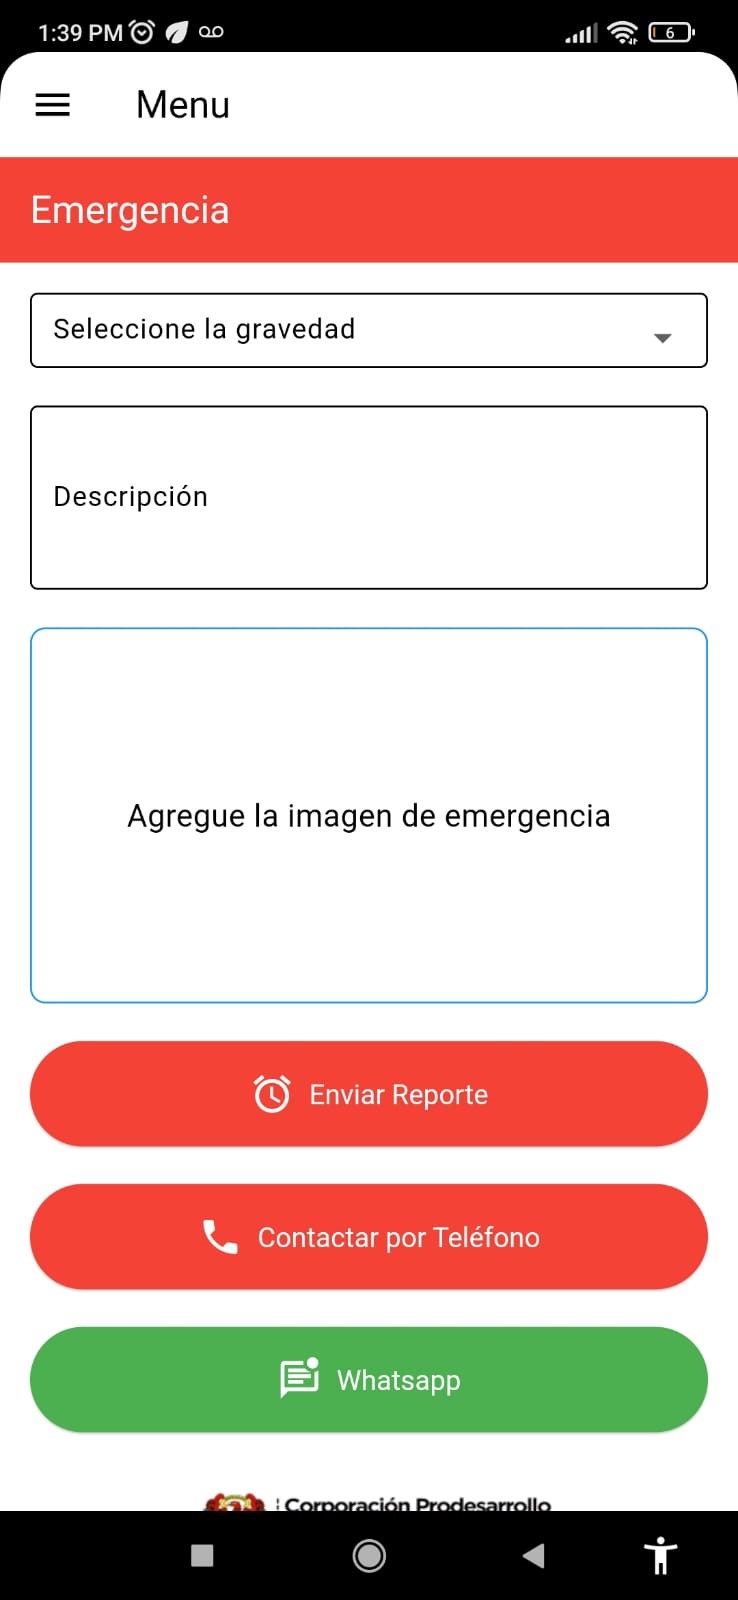 1:39 PM
6
Menu
Emergencia
Seleccione la gravedad
Descripción
Agregue la imagen de emergencia
Enviar Reporte
Contactar por Teléfono
Whatsapp
Corporación Prodesarrollo